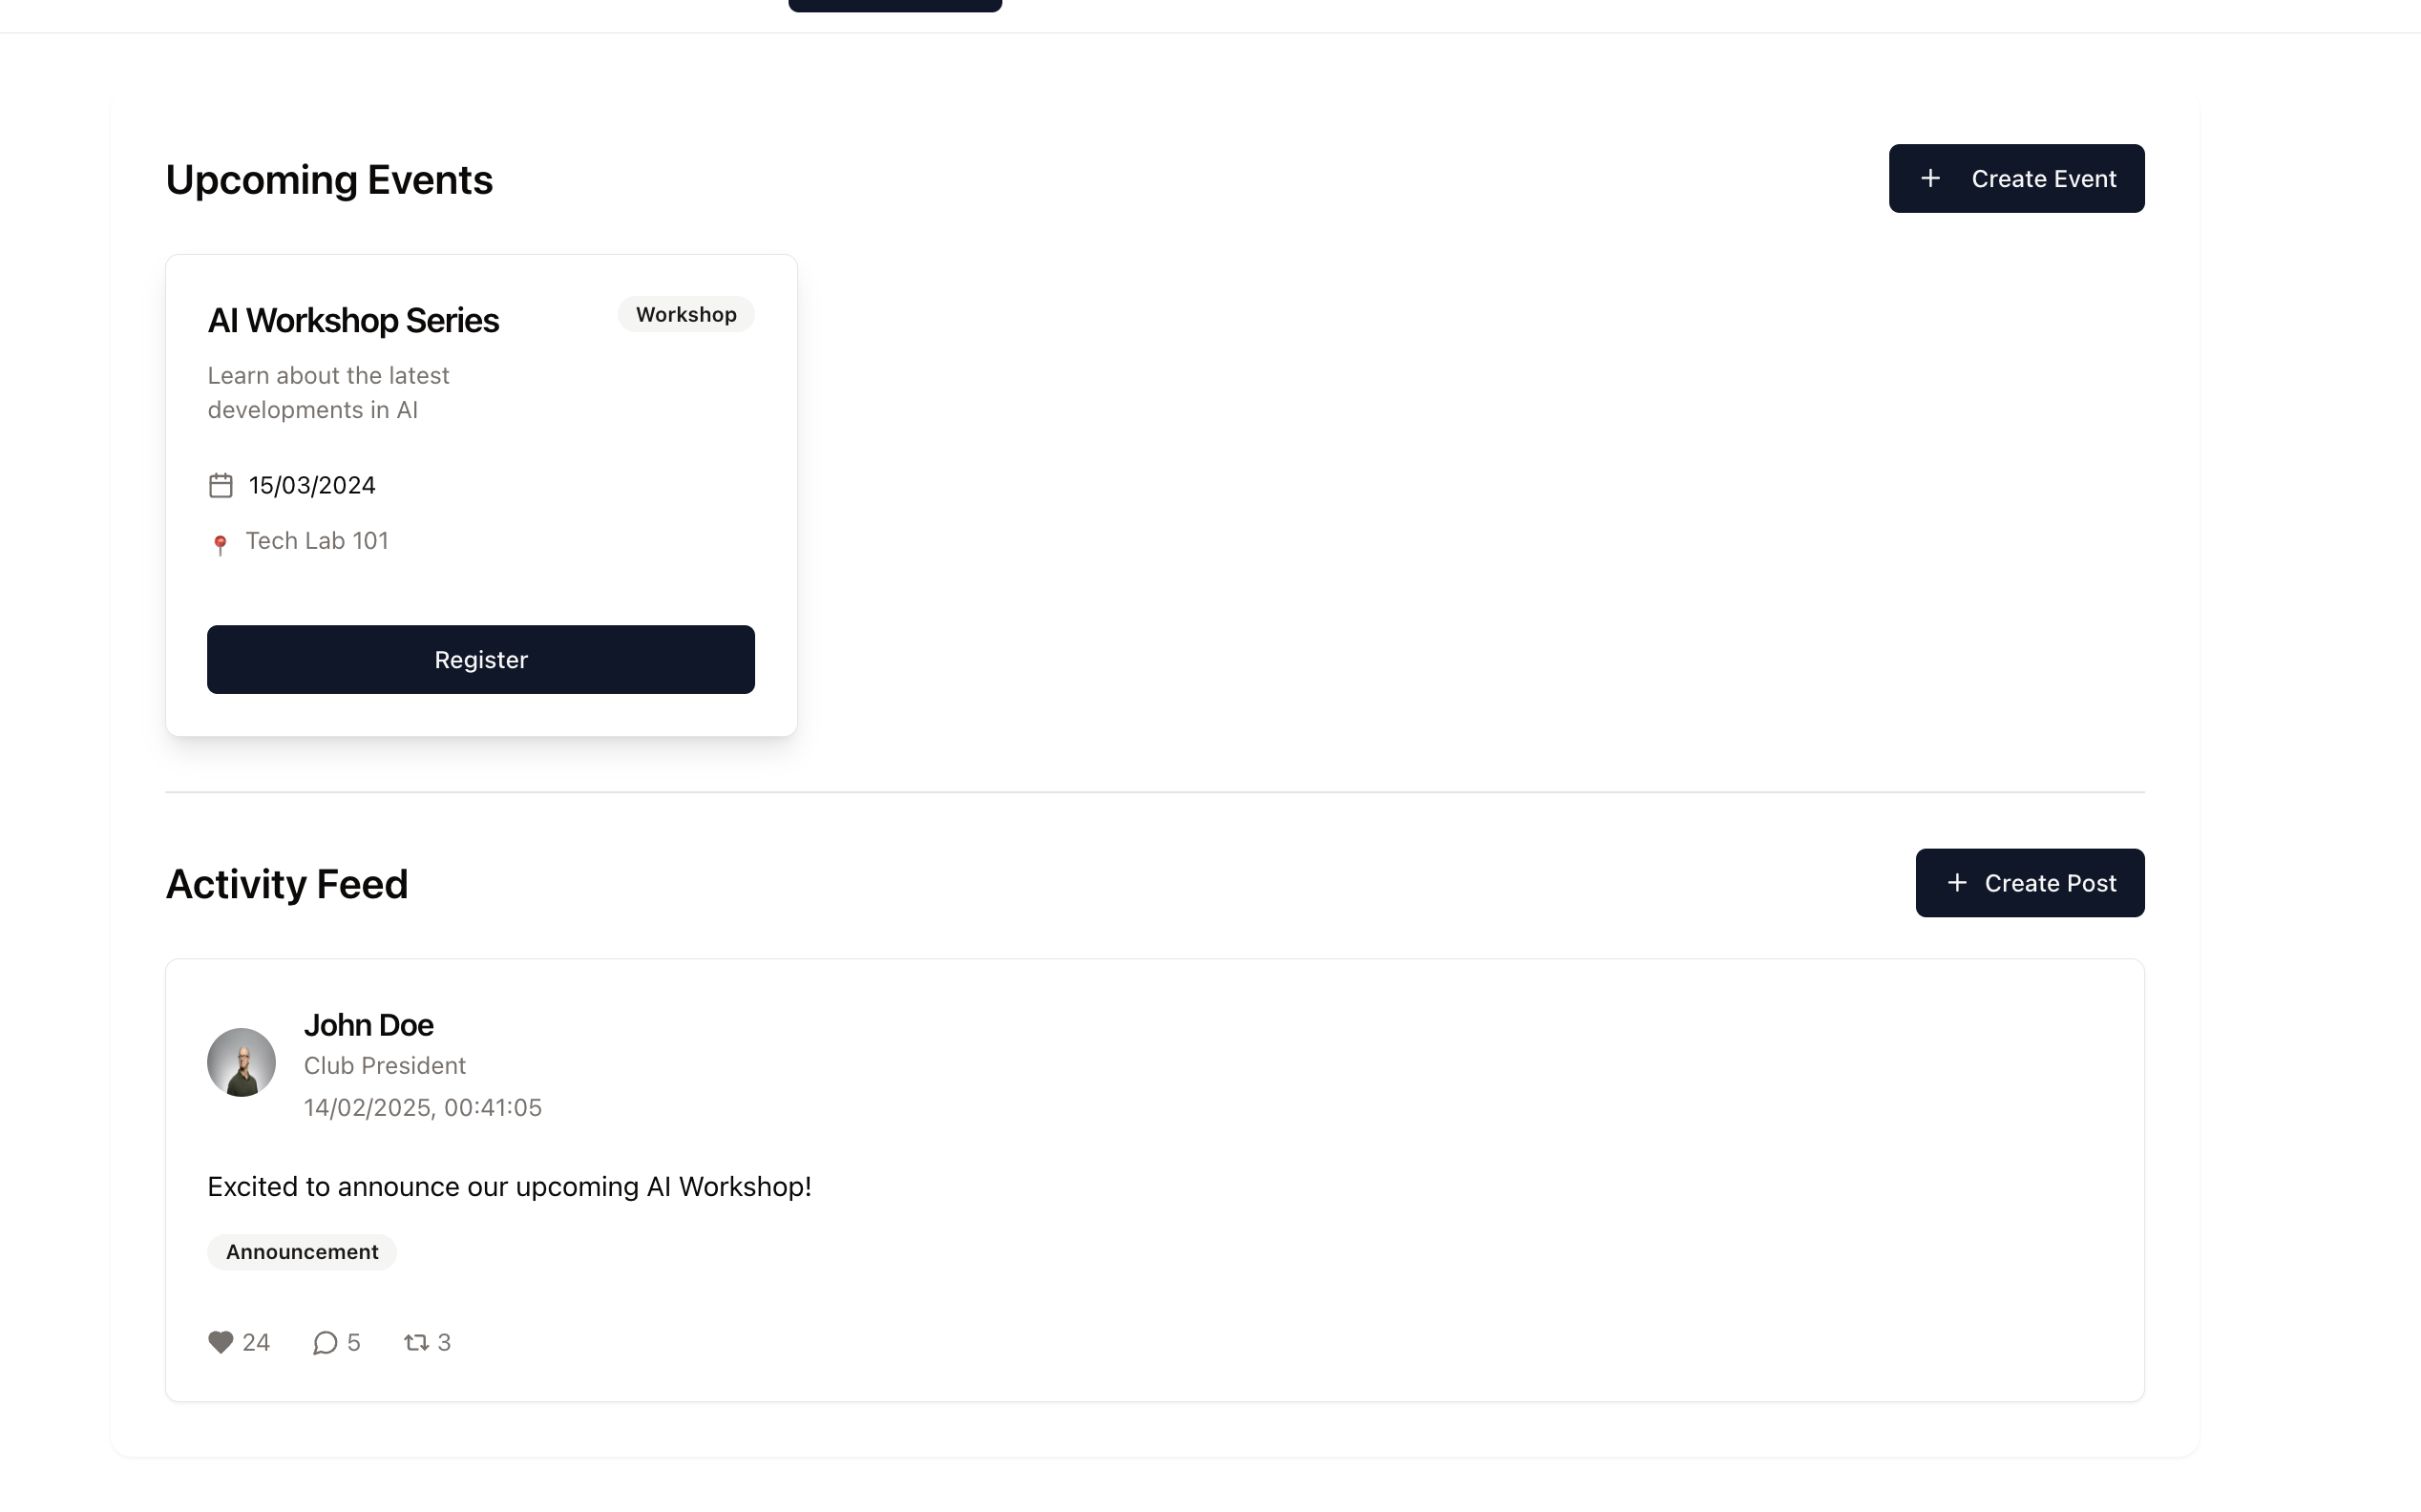 Upcoming Events
Create Event
AI Workshop Series
Workshop
Learn about the latest
developments in AI
15/03/2024
Tech Lab 101
Register
Activity Feed
Create Post
John Doe
Club President
14/02/2025, 00:41:05
Excited to announce our upcoming AI Workshop!
Announcement
24 5 3